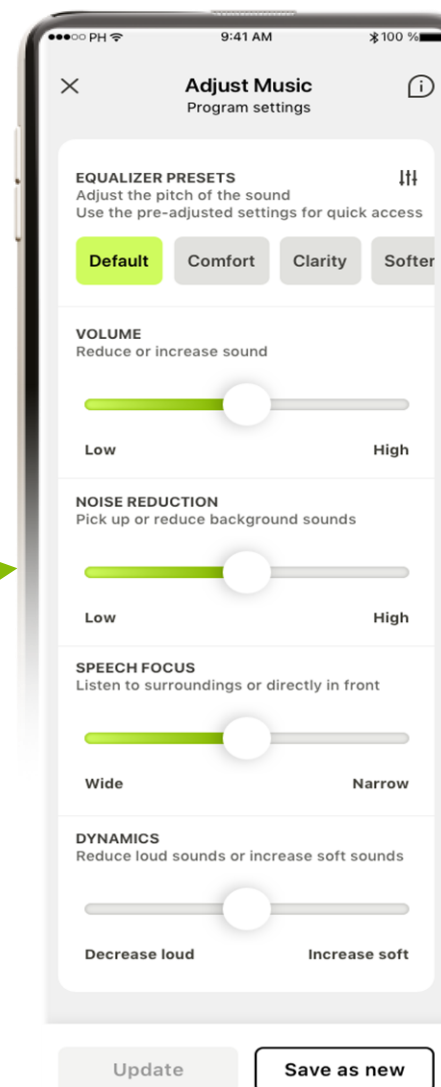 PH 9:41 AM 100 %
Adjust Music
Program settings
EQUALIZER PRESETS
Adjust the pitch of the sound
Use the pre-adjusted settings for quick access
Default Comfort Clarity Softer
VOLUME
Reduce or increase sound
Low High
NOISE REDUCTION
Pick up or reduce background sounds
Low High
SPEECH FOCUS
Listen to surroundings or directly in front
Wide Narrow
DYNAMICS
Reduce loud sounds or increase soft sounds
Decrease loud Increase soft
Update Save as new